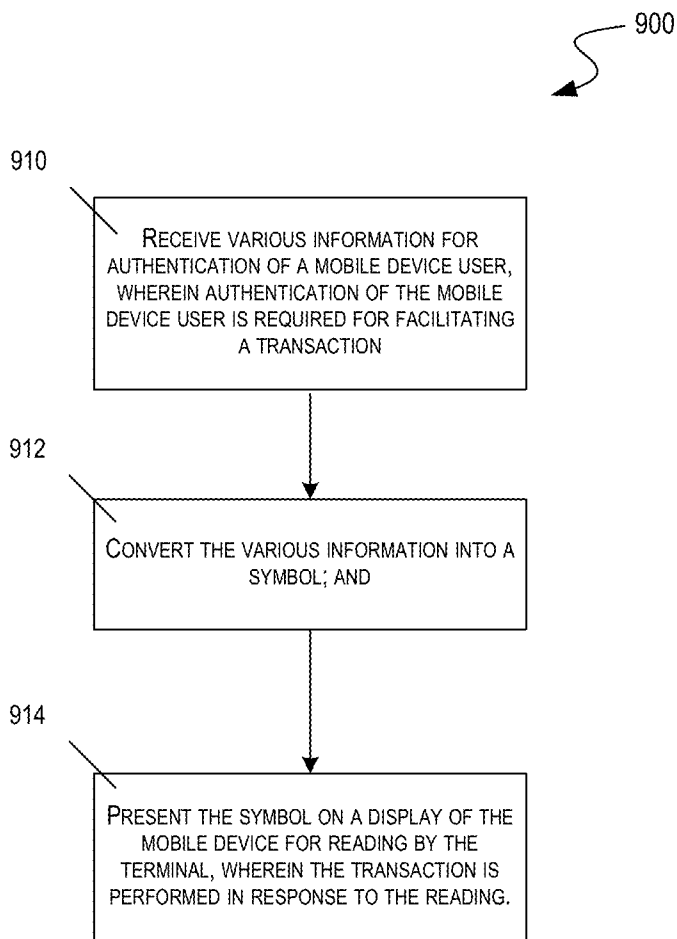 900
910
RECEIVE VARIOUS INFORMATION FOR
AUTHENTICATION OF A MOBILE DEVICE USER,
WHEREIN AUTHENTICATION OF THE MOBILE
DEVICE USER IS REQUIRED FOR FACILITATING
A TRANSACTION
912
CONVERT THE VARIOUS INFORMATION INTO A
SYMBOL; AND
914
PRESENT THE SYMBOL ON A DISPLAY OF THE
MOBILE DEVICE FOR READING BY THE
TERMINAL, WHEREIN THE TRANSACTION IS
PERFORMED IN RESPONSE TO THE READING.